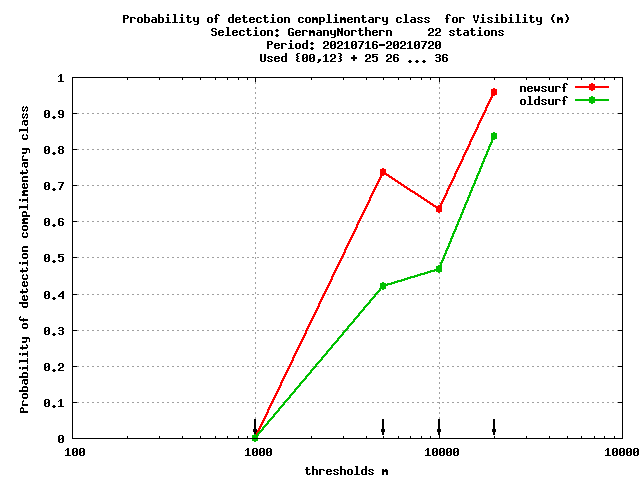 Probability of detection complimentary class  for Visibility (m)
Selection: GermanyNorthern     22 stations
Period: 20210716-20210720
Used {00,12} + 25 26 ... 36
newsurf
oldsurf
Probability of detection complimentary class
1
0.9
0.8
0.7
0.6
0.5
0.4
0.3
0.2
0.1
0
100 1000 10000 10000
thresholds m